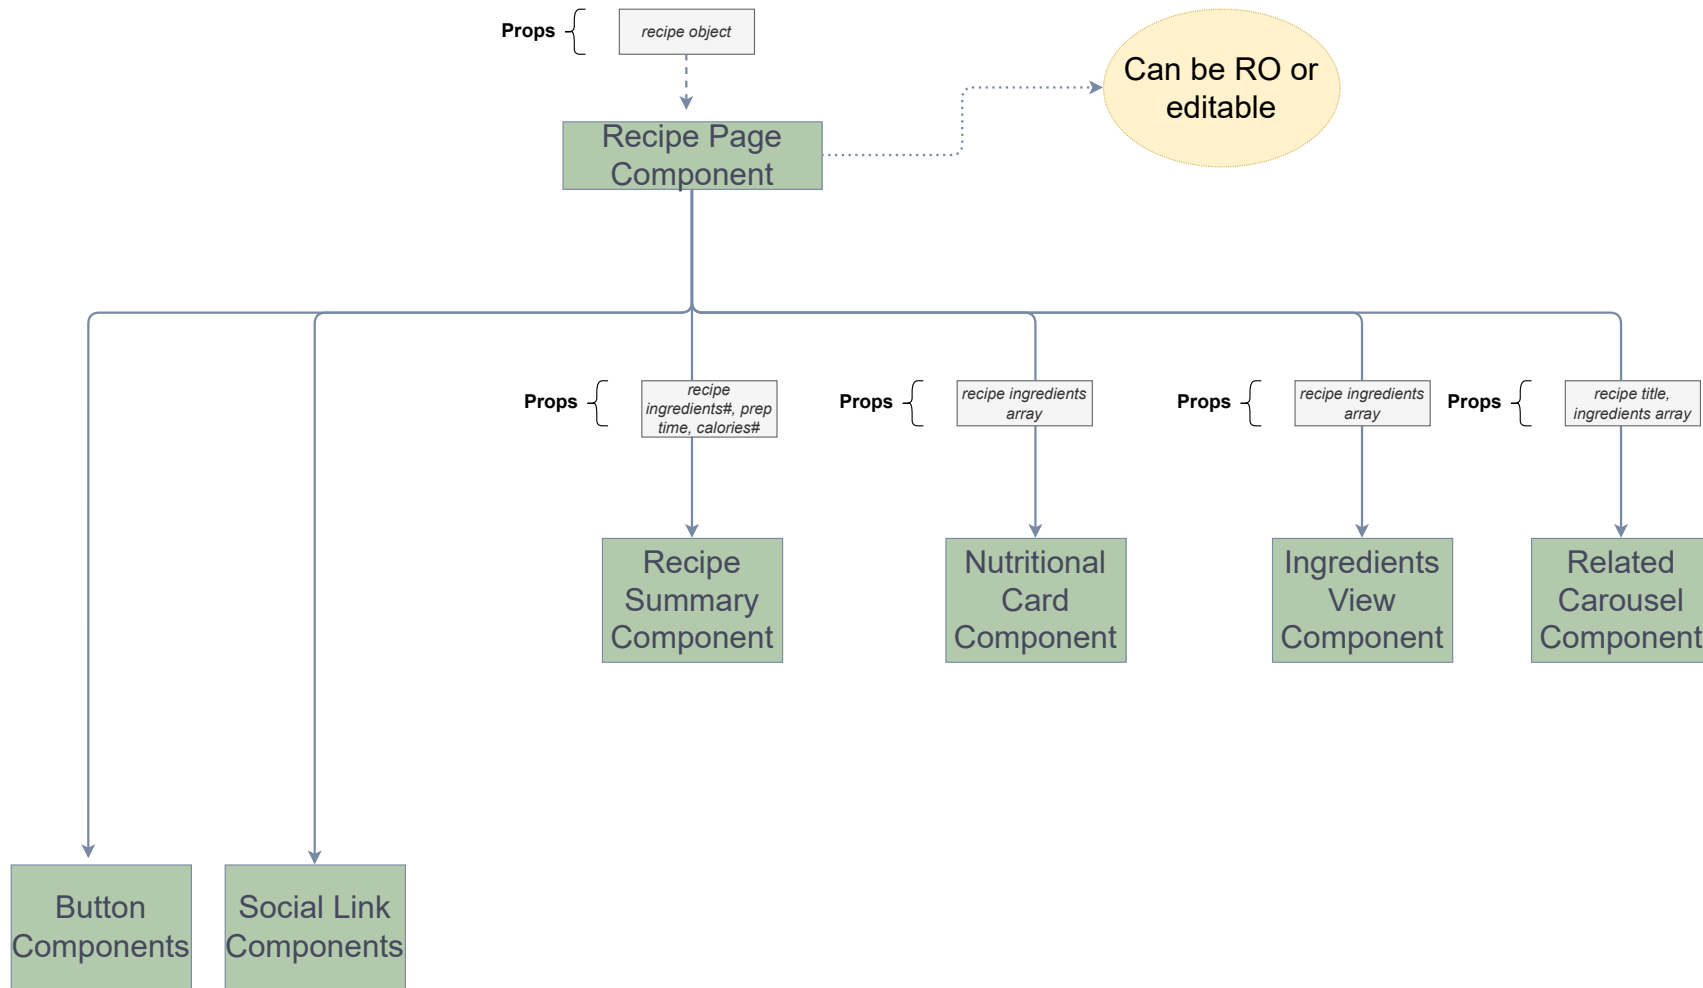 Props
recipe object
Can be RO or
editable
Recipe Page
Component
Props
recipe
ingredients#, prep
time, calories#
Props
recipe ingredients
array
Props
recipe ingredients
array
Props
recipe title,
ingredients array
Recipe
Summary
Component
Nutritional
Card
Component
Ingredients
View
Component
Related
Carousel
Component
Button
Components
Social Link
Components